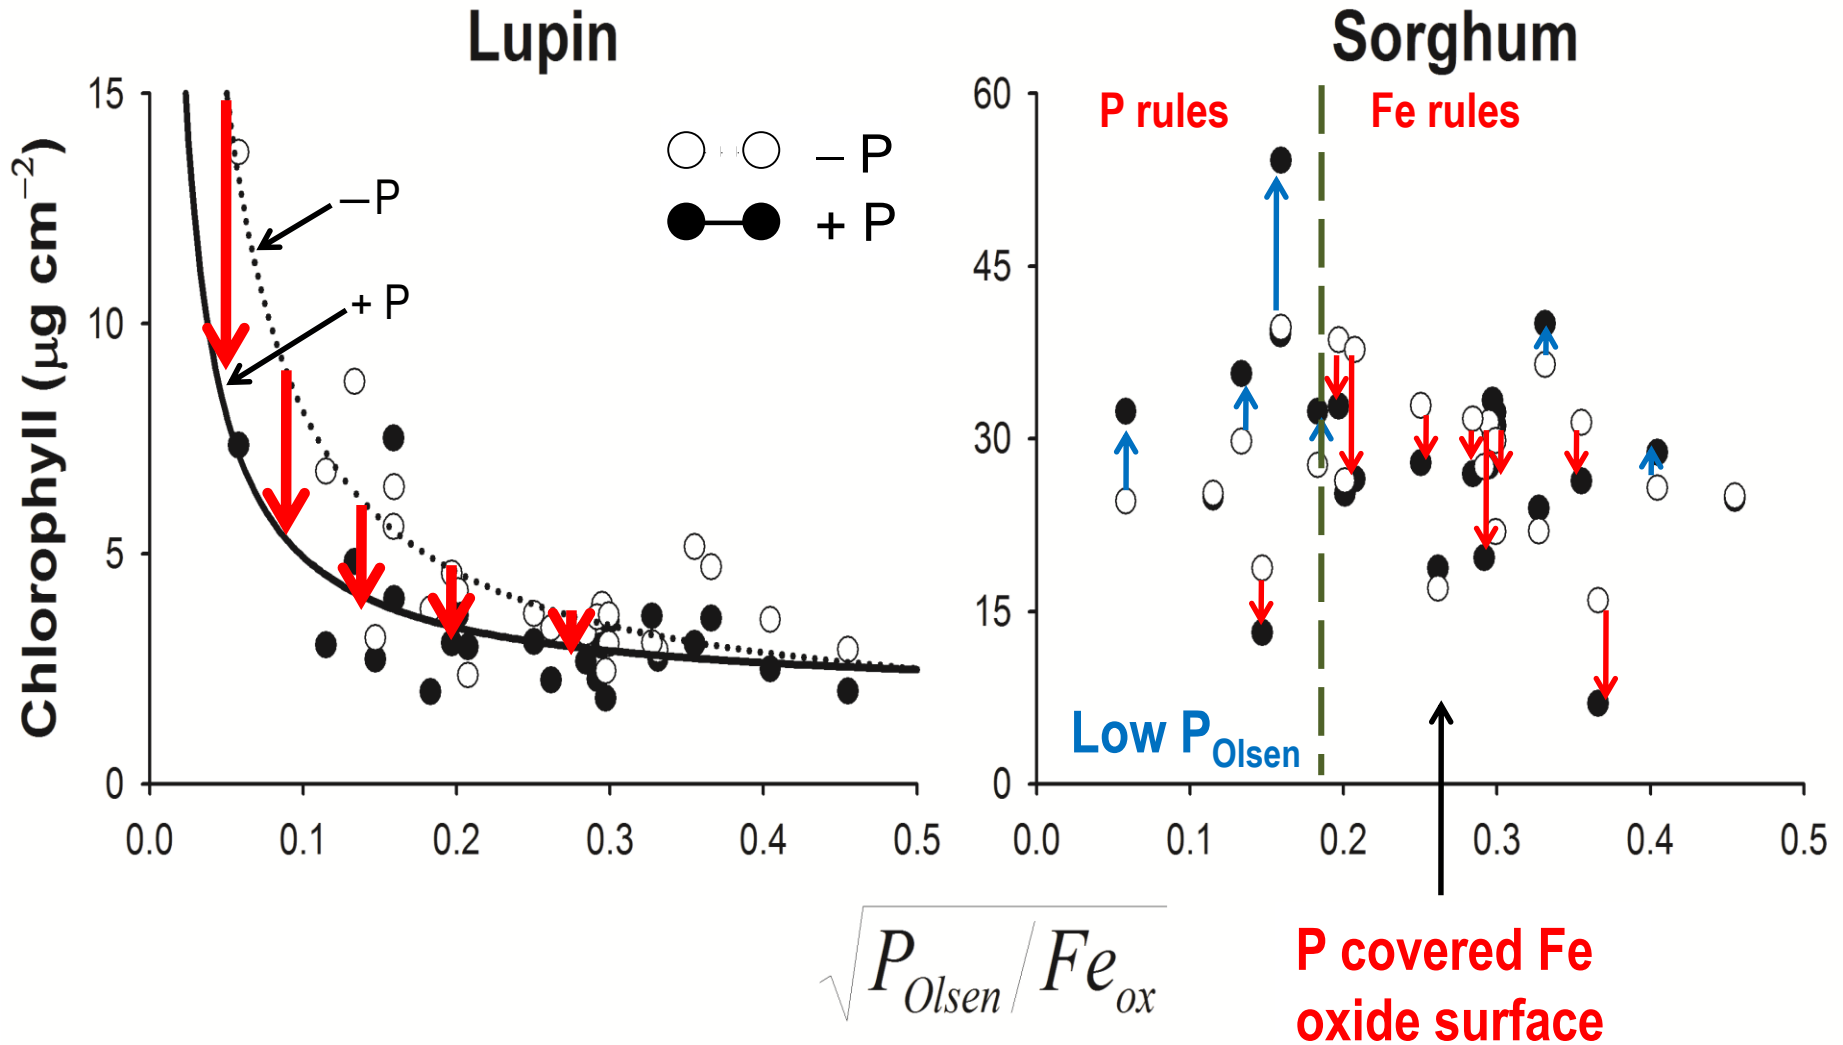 Lupin
Sorghum
Chlorophyll (µg cm⁻²)
15
10
5
0
0.0 0.1 0.2 0.3 0.4 0.5
–P
+ P
– P
+ P
60
45
30
15
0
0.0 0.1 0.2 0.3 0.4 0.5
P rules
Fe rules
Low P_Olsen
√P_Olsen/Fe_ox
P covered Fe
oxide surface